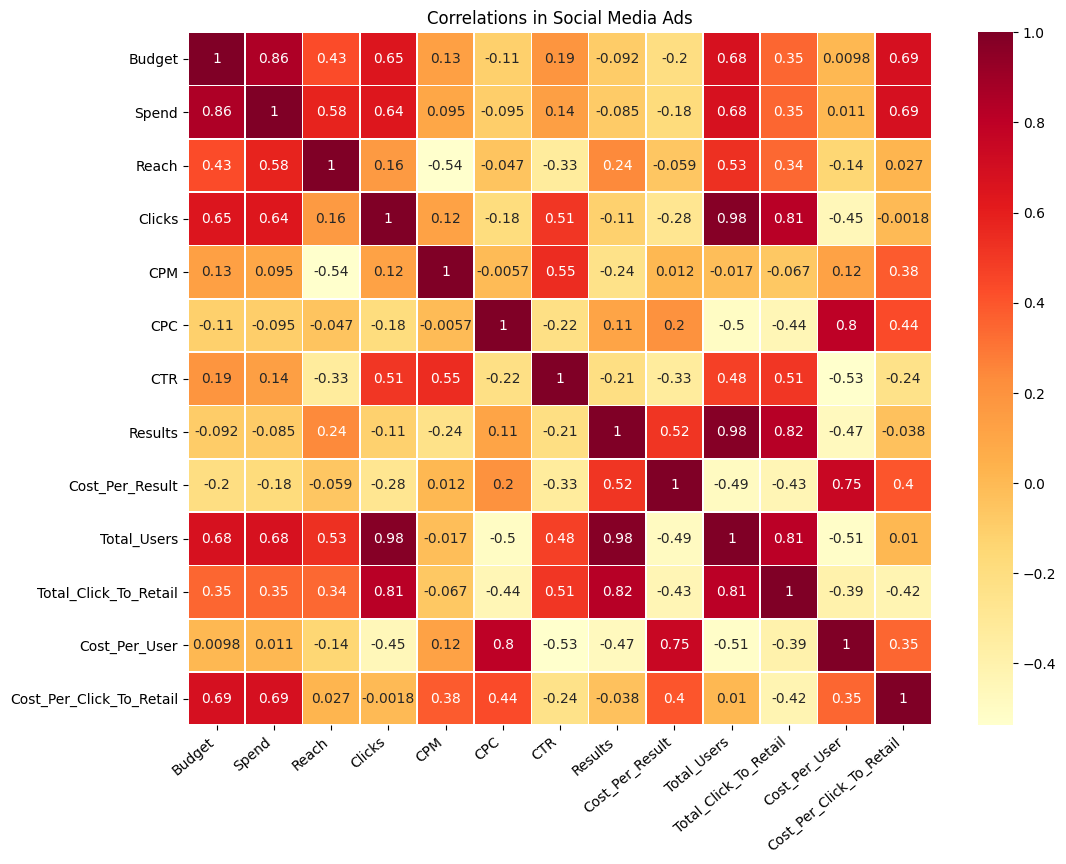 Correlations in Social Media Ads
Budget 1 0.86 0.43 0.65 0.13 -0.11 0.19 -0.092 -0.2 0.68 0.35 0.0098 0.69
Spend 0.86 1 0.58 0.64 0.095 -0.095 0.14 -0.085 -0.18 0.68 0.35 0.011 0.69
Reach 0.43 0.58 1 0.16 -0.54 -0.047 -0.33 0.24 -0.059 0.53 0.34 -0.14 0.027
Clicks 0.65 0.64 0.16 1 0.12 -0.18 0.51 -0.11 -0.28 0.98 0.81 -0.45 -0.0018
CPM 0.13 0.095 -0.54 0.12 1 -0.0057 0.55 -0.24 0.012 -0.017 -0.067 0.12 0.38
CPC -0.11 -0.095 -0.047 -0.18 -0.0057 1 -0.22 0.11 0.2 -0.5 -0.44 0.8 0.44
CTR 0.19 0.14 -0.33 0.51 0.55 -0.22 1 -0.21 -0.33 0.48 0.51 -0.53 -0.24
Results -0.092 -0.085 0.24 -0.11 -0.24 0.11 -0.21 1 0.52 0.98 0.82 -0.47 -0.038
Cost_Per_Result -0.2 -0.18 -0.059 -0.28 0.012 0.2 -0.33 0.52 1 -0.49 -0.43 0.75 0.4
Total_Users 0.68 0.68 0.53 0.98 -0.017 -0.5 0.48 0.98 -0.49 1 0.81 -0.51 0.01
Total_Click_To_Retail 0.35 0.35 0.34 0.81 -0.067 -0.44 0.51 0.82 -0.43 0.81 1 -0.39 -0.42
Cost_Per_User 0.0098 0.011 -0.14 -0.45 0.12 0.8 -0.53 -0.47 0.75 -0.51 -0.39 1 0.35
Cost_Per_Click_To_Retail 0.69 0.69 0.027 -0.0018 0.38 0.44 -0.24 -0.038 0.4 0.01 -0.42 0.35 1
Budget
Spend
Reach
Clicks
CPM
CPC
CTR
Results
Cost_Per_Result
Total_Users
Total_Click_To_Retail
Cost_Per_User
Cost_Per_Click_To_Retail
1.0
0.8
0.6
0.4
0.2
0.0
−0.2
−0.4